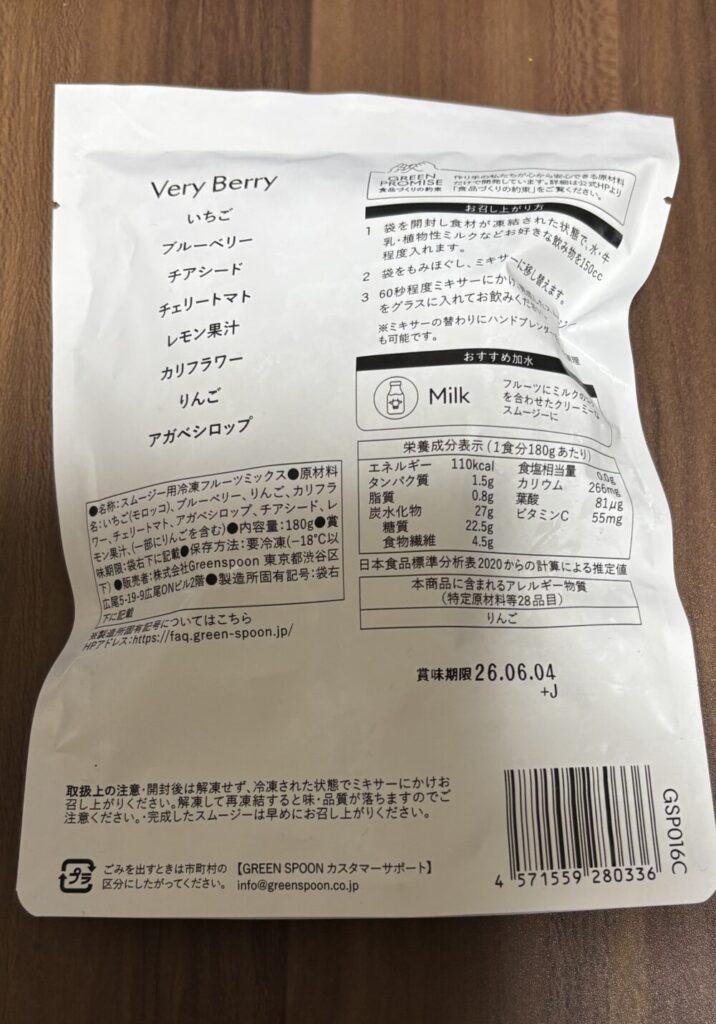 Very Berry
いちご
ブルーベリー
チアシード
チェリートマト
レモン果汁
カリフラワー
りんご
アガベシロップ
GREEN
PROMISE
食品づくりの約束
作り手の私たちが心から安心できる原材料
だけで開発しています。詳細は公式HPより
「食品づくりの約束」をご覧ください。
お召し上がり方
1 袋を開封し食材が凍結された状態で、水・牛
乳・植物性ミルクなどお好きな飲み物を150cc
程度入れます。
2 袋をもみほぐし、ミキサーに移し替えます。
3 60秒程度ミキサーにかけ
をグラスに入れてお飲みください
※ミキサーの替わりにハンドブレンダー
も可能です。
おすすめ加水
Milk
フルーツにミルクの
を合わせたクリーミーな
スムージーに
栄養成分表示(1食分180gあたり)
エネルギー 110kcal 食塩相当量 0.0g
タンパク質 1.5g カリウム 266mg
脂質 0.8g 葉酸 81μg
炭水化物 27g ビタミンC 55mg
糖質 22.5g
食物繊維 4.5g
日本食品標準分析表2020からの計算による推定値
本商品に含まれるアレルギー物質
(特定原材料等28品目)
りんご
●名称:スムージー用冷凍フルーツミックス●原材料
名:いちご(モロッコ)、ブルーベリー、りんご、カリフラ
ワー、チェリートマト、アガベシロップ、チアシード、レ
モン果汁、(一部にりんごを含む)●内容量:180g●賞
味期限:袋右下に記載●保存方法:要冷凍(−18°C以
下)●販売者:株式会社Greenspoon 東京都渋谷区
広尾5-19-9広尾ONビル2階●製造所固有記号:袋右
下に記載
※製造所固有記号についてはこちら
HPアドレス:https://faq.green-spoon.jp/
賞味期限 26.06.04
+J
取扱上の注意・開封後は解凍せず、冷凍された状態でミキサーにかけお
召し上がりください。解凍して再凍結すると味・品質が落ちますのでご
注意ください。・完成したスムージーは早めにお召し上がりください。
プラ
ごみを出すときは市町村の
区分にしたがってください。
【GREEN SPOON カスタマーサポート】
info@greenspoon.co.jp
4 571559 280336
GSP016C